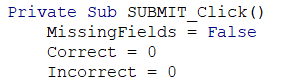 Private Sub SUBMIT_Click()
    MissingFields = False
    Correct = 0
    Incorrect = 0